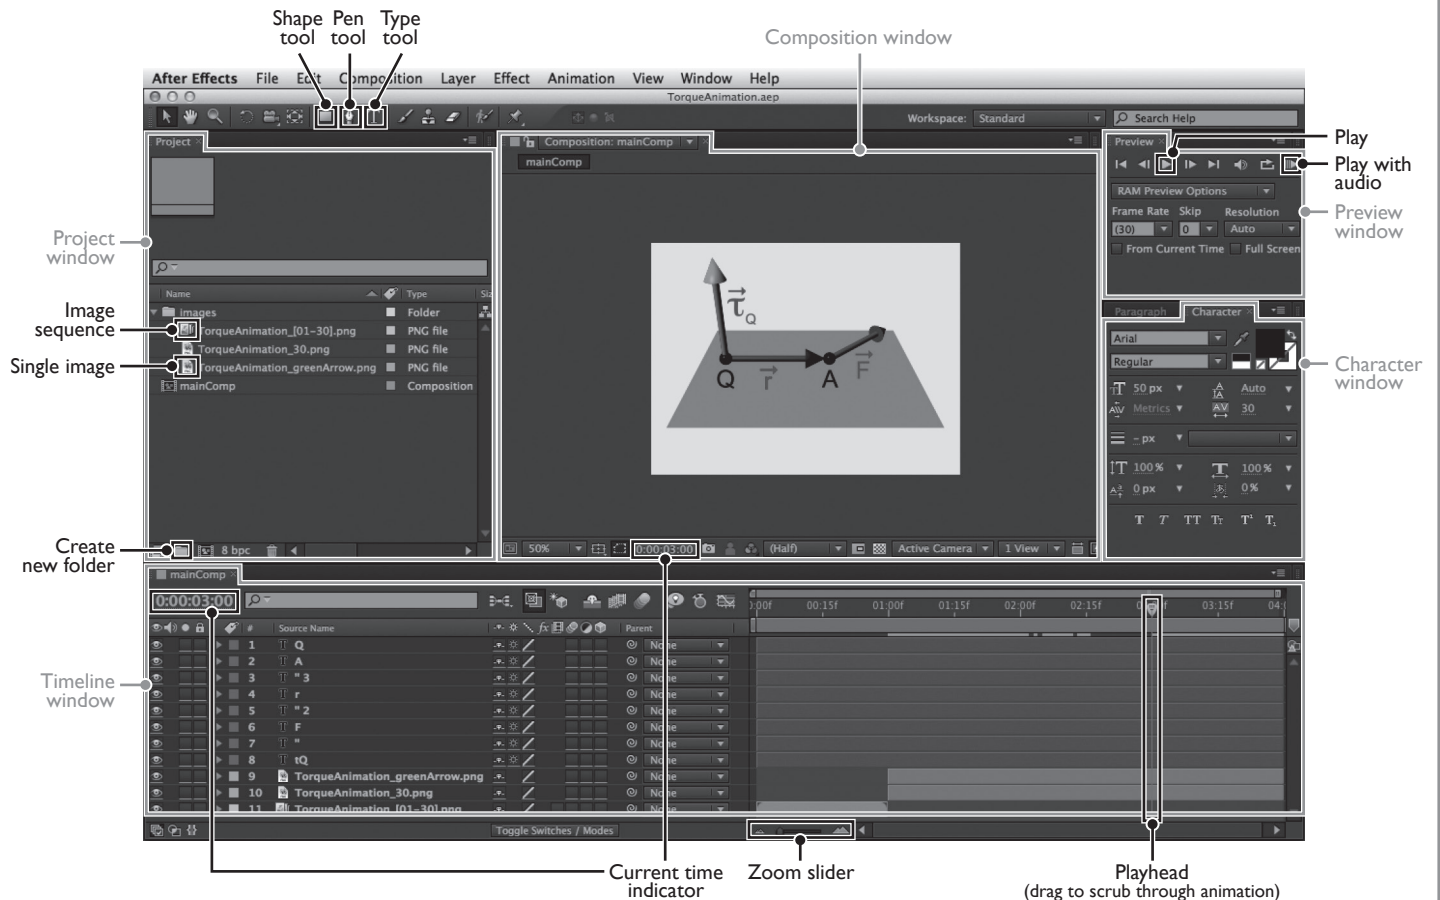 Shape tool
Pen tool
Type tool
Composition window
After Effects File Edit Composition Layer Effect Animation View Window Help
TorqueAnimation.aep
Workspace: Standard
Search Help
Project
Composition: mainComp
mainComp
Preview
Play
Play with audio
RAM Preview Options
Frame Rate Skip Resolution
(30) 0 Auto
From Current Time Full Screen
Preview window
Project window
Name Type
images Folder
TorqueAnimation_[01-30].png PNG file
TorqueAnimation_30.png PNG file
TorqueAnimation_greenArrow.png PNG file
mainComp Composition
Image sequence
Single image
τ Q
Q r A F
Paragraph Character
Arial
Regular
50 px Auto
Metrics 30
- px
100 % 100 %
0 px 0 %
T T TT Tt T¹ T₁
Character window
Create new folder
8 bpc
50% 0:00:03:00 (Half) Active Camera 1 View
mainComp
0:00:03:00
00f 00:15f 01:00f 01:15f 02:00f 02:15f 03:15f 04:
# Source Name fx Parent
1 T Q None
2 T A None
3 T " 3 None
4 T r None
5 T " 2 None
6 T F None
7 T " None
8 T tQ None
9 TorqueAnimation_greenArrow.png None
10 TorqueAnimation_30.png None
11 TorqueAnimation_[01-30].png None
Timeline window
Toggle Switches / Modes
Current time indicator
Zoom slider
Playhead
(drag to scrub through animation)